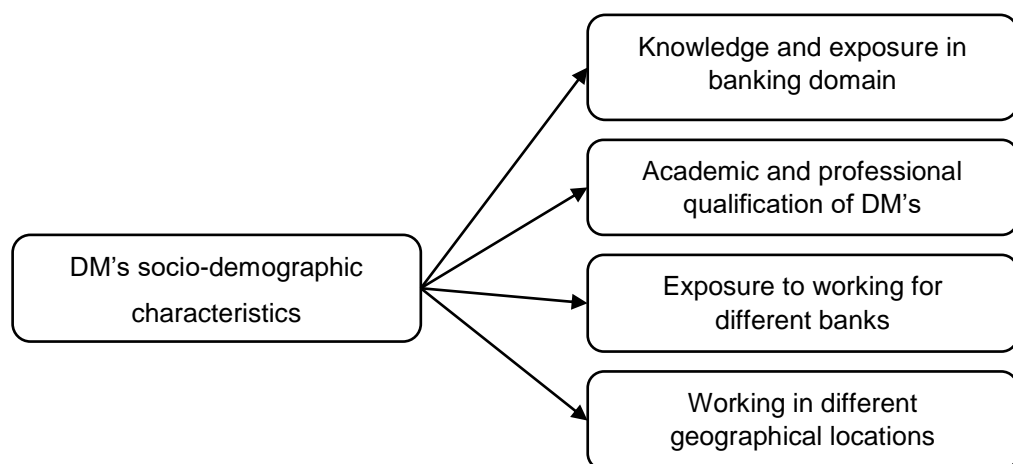 Knowledge and exposure in
banking domain
Academic and professional
qualification of DM’s
DM’s socio-demographic
characteristics
Exposure to working for
different banks
Working in different
geographical locations